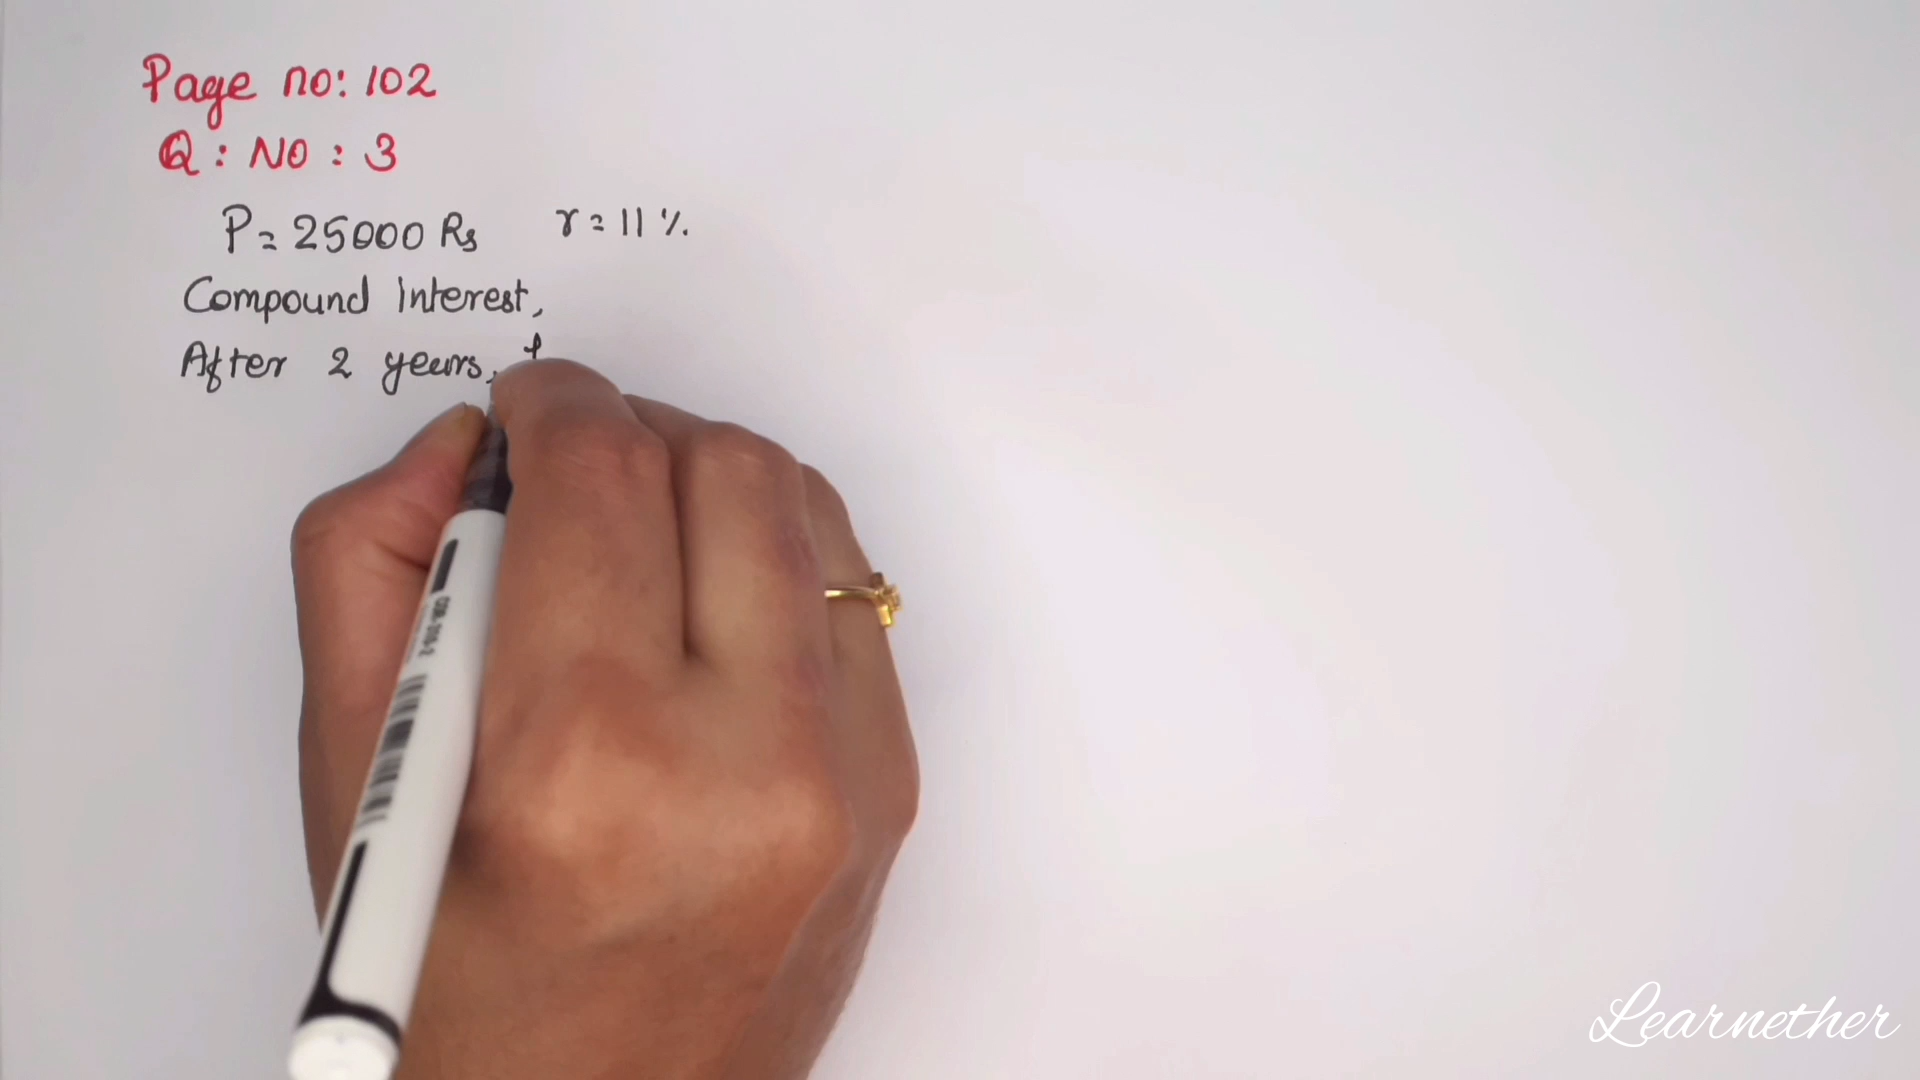 Page no: 102
Q: NO: 3
P = 25000 Rs r = 11 %
Compound interest,
After 2 years,
Learnether